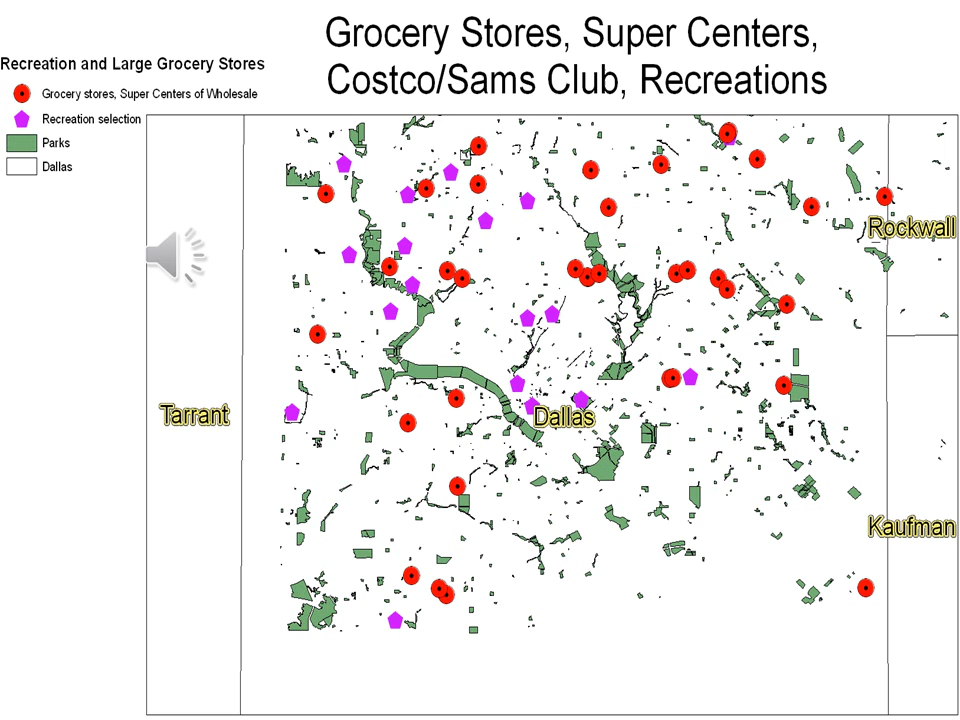 Grocery Stores, Super Centers,
Costco/Sams Club, Recreations
Recreation and Large Grocery Stores
Grocery stores, Super Centers of Wholesale
Recreation selection
Parks
Dallas
Rockwall
Tarrant
Dallas
Kaufman